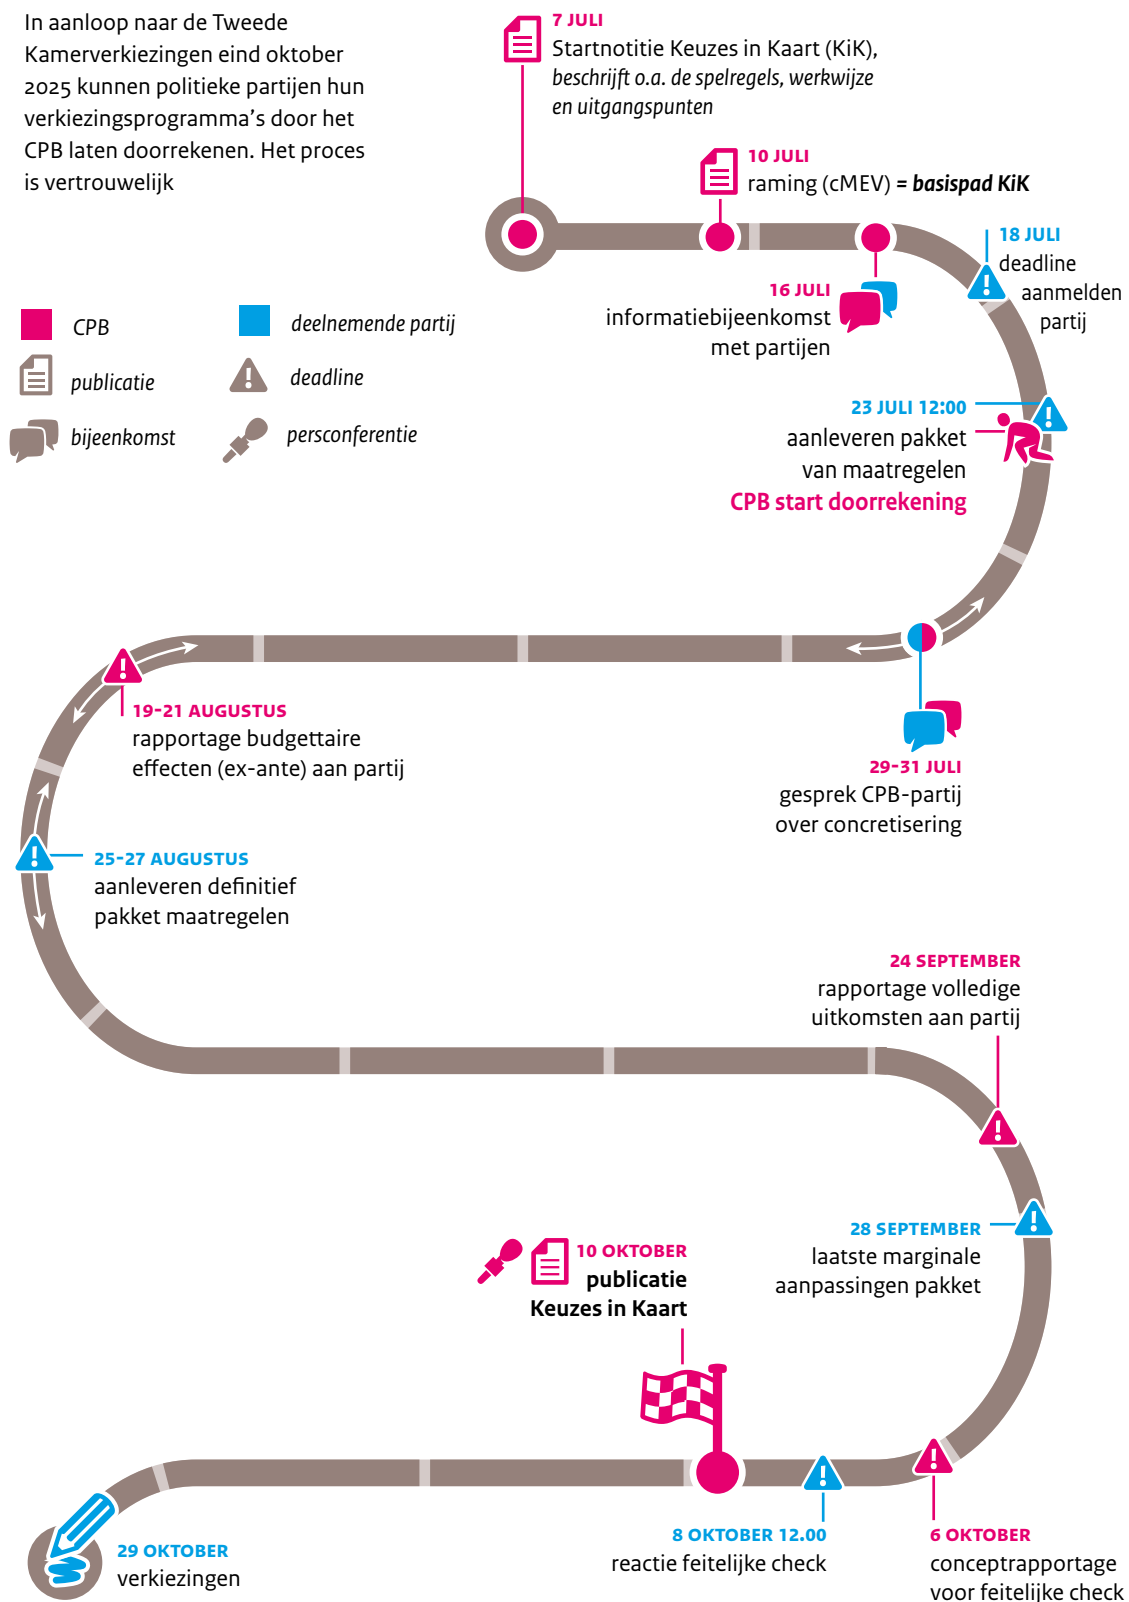 In aanloop naar de Tweede
Kamerverkiezingen eind oktober
2025 kunnen politieke partijen hun
verkiezingsprogramma's door het
CPB laten doorrekenen. Het proces
is vertrouwelijk
7 JULI
Startnotitie Keuzes in Kaart (KiK),
beschrijft o.a. de spelregels, werkwijze
en uitgangspunten
10 JULI
raming (cMEV) = basispad KiK
18 JULI
deadline
aanmelden
partij
16 JULI
informatiebijeenkomst
met partijen
CPB
deelnemende partij
publicatie
deadline
bijeenkomst
persconferentie
23 JULI 12:00
aanleveren pakket
van maatregelen
CPB start doorrekening
29-31 JULI
gesprek CPB-partij
over concretisering
19-21 AUGUSTUS
rapportage budgettaire
effecten (ex-ante) aan partij
25-27 AUGUSTUS
aanleveren definitief
pakket maatregelen
24 SEPTEMBER
rapportage volledige
uitkomsten aan partij
28 SEPTEMBER
laatste marginale
aanpassingen pakket
6 OKTOBER
conceptrapportage
voor feitelijke check
8 OKTOBER 12.00
reactie feitelijke check
10 OKTOBER
publicatie
Keuzes in Kaart
29 OKTOBER
verkiezingen